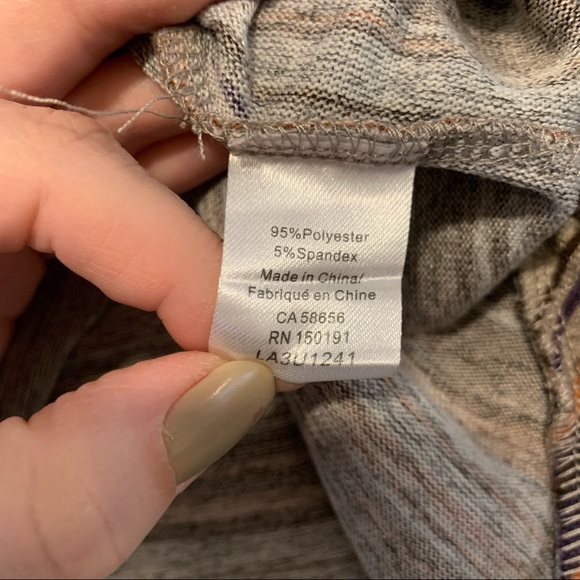 95%Polyester
5%Spandex
Made in China/
Fabriqué en Chine
CA 58656
RN 150191
LA3U1241